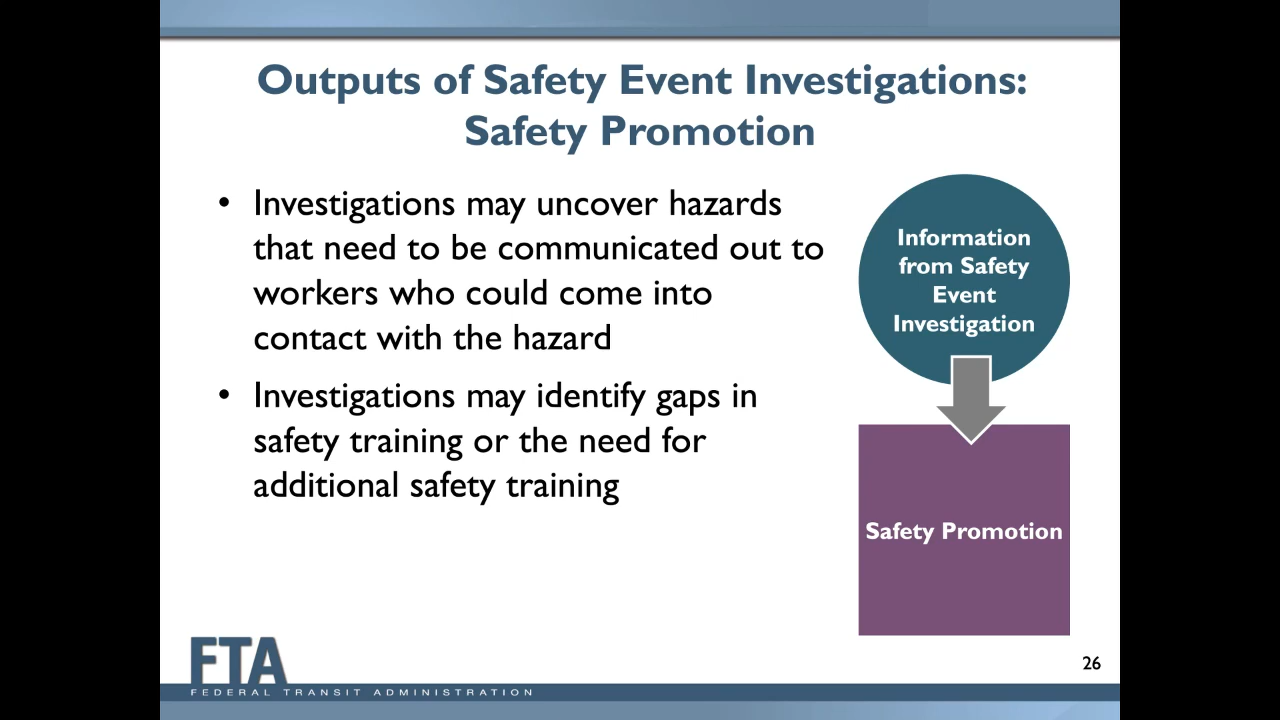 Outputs of Safety Event Investigations:
Safety Promotion
• Investigations may uncover hazards
that need to be communicated out to
workers who could come into
contact with the hazard
• Investigations may identify gaps in
safety training or the need for
additional safety training
Information
from Safety
Event
Investigation
Safety Promotion
FTA
FEDERAL TRANSIT ADMINISTRATION
26